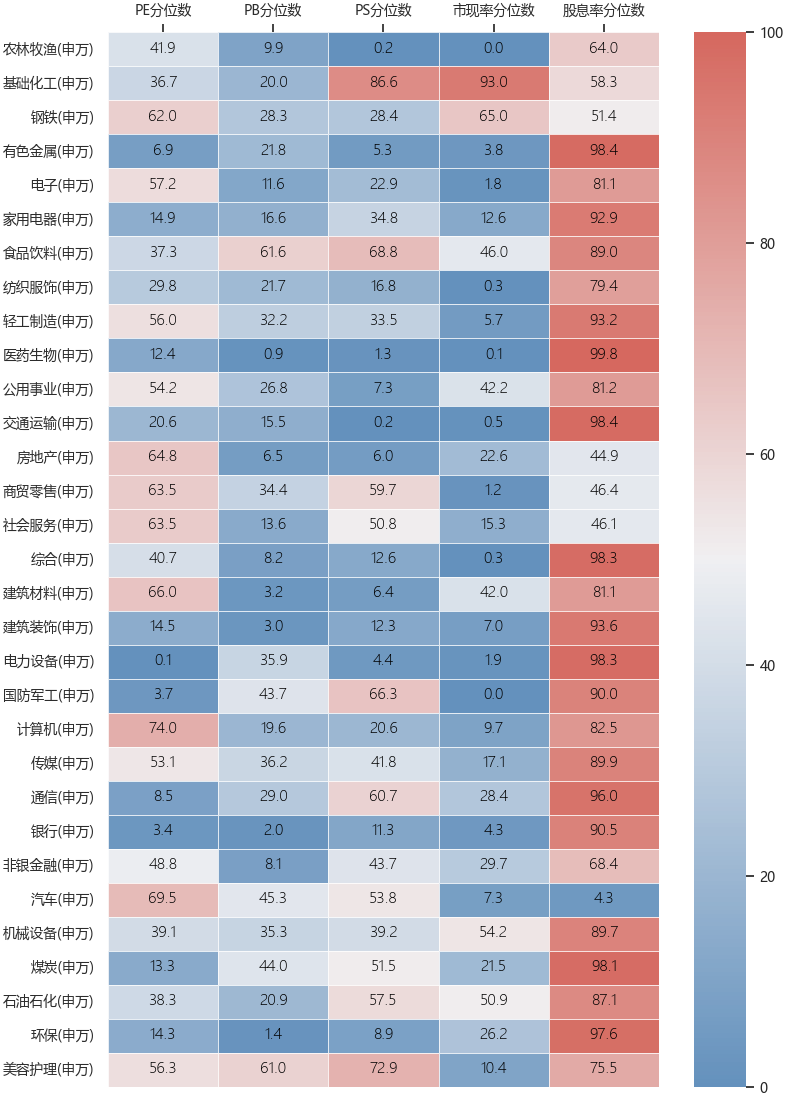 PE分位数 PB分位数 PS分位数 市现率分位数 股息率分位数
农林牧渔(申万) 41.9 9.9 0.2 0.0 64.0
基础化工(申万) 36.7 20.0 86.6 93.0 58.3
钢铁(申万) 62.0 28.3 28.4 65.0 51.4
有色金属(申万) 6.9 21.8 5.3 3.8 98.4
电子(申万) 57.2 11.6 22.9 1.8 81.1
家用电器(申万) 14.9 16.6 34.8 12.6 92.9
食品饮料(申万) 37.3 61.6 68.8 46.0 89.0
纺织服饰(申万) 29.8 21.7 16.8 0.3 79.4
轻工制造(申万) 56.0 32.2 33.5 5.7 93.2
医药生物(申万) 12.4 0.9 1.3 0.1 99.8
公用事业(申万) 54.2 26.8 7.3 42.2 81.2
交通运输(申万) 20.6 15.5 0.2 0.5 98.4
房地产(申万) 64.8 6.5 6.0 22.6 44.9
商贸零售(申万) 63.5 34.4 59.7 1.2 46.4
社会服务(申万) 63.5 13.6 50.8 15.3 46.1
综合(申万) 40.7 8.2 12.6 0.3 98.3
建筑材料(申万) 66.0 3.2 6.4 42.0 81.1
建筑装饰(申万) 14.5 3.0 12.3 7.0 93.6
电力设备(申万) 0.1 35.9 4.4 1.9 98.3
国防军工(申万) 3.7 43.7 66.3 0.0 90.0
计算机(申万) 74.0 19.6 20.6 9.7 82.5
传媒(申万) 53.1 36.2 41.8 17.1 89.9
通信(申万) 8.5 29.0 60.7 28.4 96.0
银行(申万) 3.4 2.0 11.3 4.3 90.5
非银金融(申万) 48.8 8.1 43.7 29.7 68.4
汽车(申万) 69.5 45.3 53.8 7.3 4.3
机械设备(申万) 39.1 35.3 39.2 54.2 89.7
煤炭(申万) 13.3 44.0 51.5 21.5 98.1
石油石化(申万) 38.3 20.9 57.5 50.9 87.1
环保(申万) 14.3 1.4 8.9 26.2 97.6
美容护理(申万) 56.3 61.0 72.9 10.4 75.5
100
80
60
40
20
0